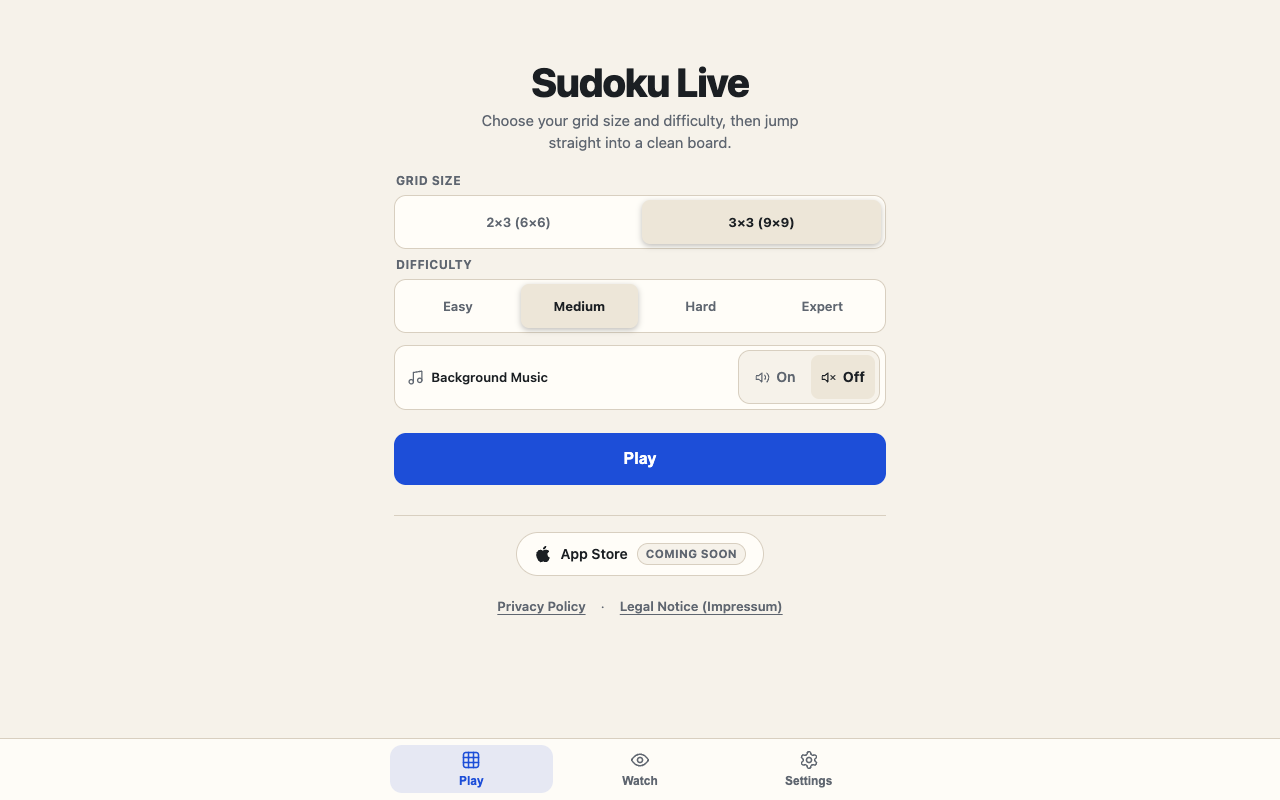 Sudoku Live
Choose your grid size and difficulty, then jump
straight into a clean board.
GRID SIZE
2×3 (6×6)
3×3 (9×9)
DIFFICULTY
Easy
Medium
Hard
Expert
Background Music
On
Off
Play
App Store COMING SOON
Privacy Policy · Legal Notice (Impressum)
Play
Watch
Settings